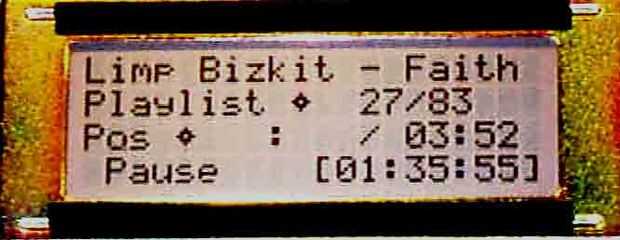 Limp Bizkit - Faith
Playlist ⌖ 27/83
Pos ⌖ : / 03:52
Pause [01:35:55]